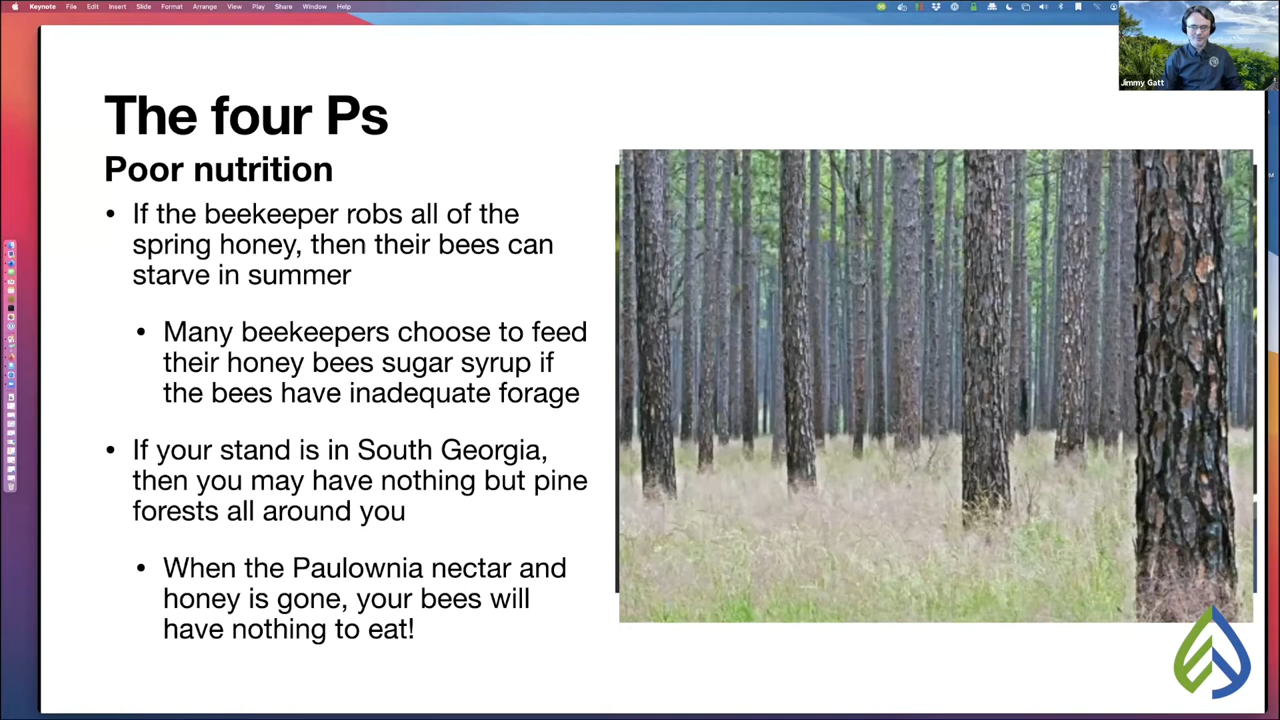 Keynote File Edit Insert Slide Format Arrange View Play Share Window Help
Jimmy Gatt
The four Ps
Poor nutrition
• If the beekeeper robs all of the
spring honey, then their bees can
starve in summer
• Many beekeepers choose to feed
their honey bees sugar syrup if
the bees have inadequate forage
• If your stand is in South Georgia,
then you may have nothing but pine
forests all around you
• When the Paulownia nectar and
honey is gone, your bees will
have nothing to eat!